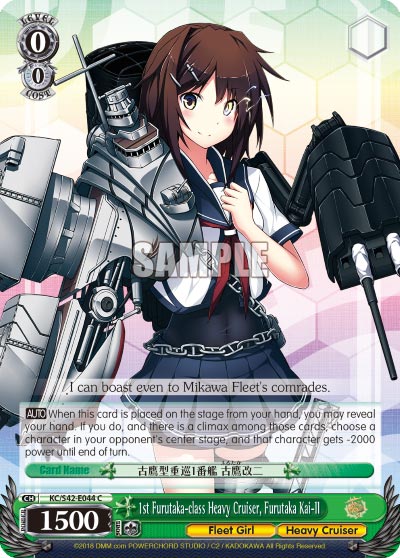 LEVEL
0
0
COST
SAMPLE
I can boast even to Mikawa Fleet's comrades.
AUTO When this card is placed on the stage from your hand, you may reveal
your hand. If you do, and there is a climax among those cards, choose a
character in your opponent's center stage, and that character gets -2000
power until end of turn.
Card Name
ふるたか
古鷹型重巡1番艦 古鷹改二
CH KC/S42-E044 C
1500
1st Furutaka-class Heavy Cruiser, Furutaka Kai-II
Fleet Girl
Heavy Cruiser
©2016 DMM.com POWERCHORD STUDIO / C2 / KADOKAWA All Rights Reserved.